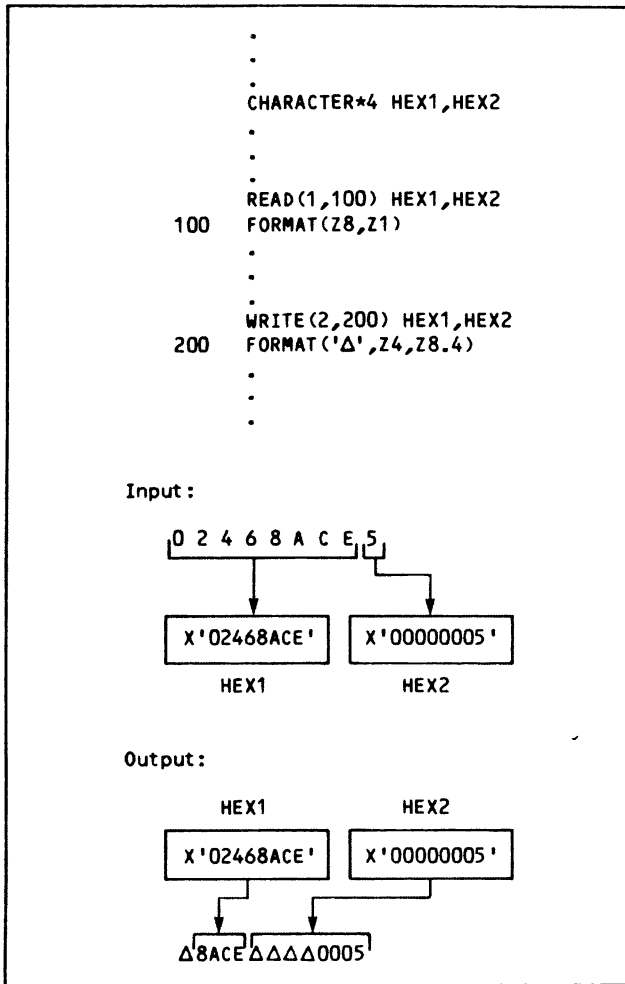 .
.
.
CHARACTER*4 HEX1,HEX2
.
.
.
READ(1,100) HEX1,HEX2
100 FORMAT(Z8,Z1)
.
.
.
WRITE(2,200) HEX1,HEX2
200 FORMAT('Δ',Z4,Z8.4)
.
.
.
Input:
0 2 4 6 8 A C E 5
X'02468ACE' X'00000005'
HEX1 HEX2
Output:
HEX1 HEX2
X'02468ACE' X'00000005'
Δ8ACEΔΔΔΔ0005